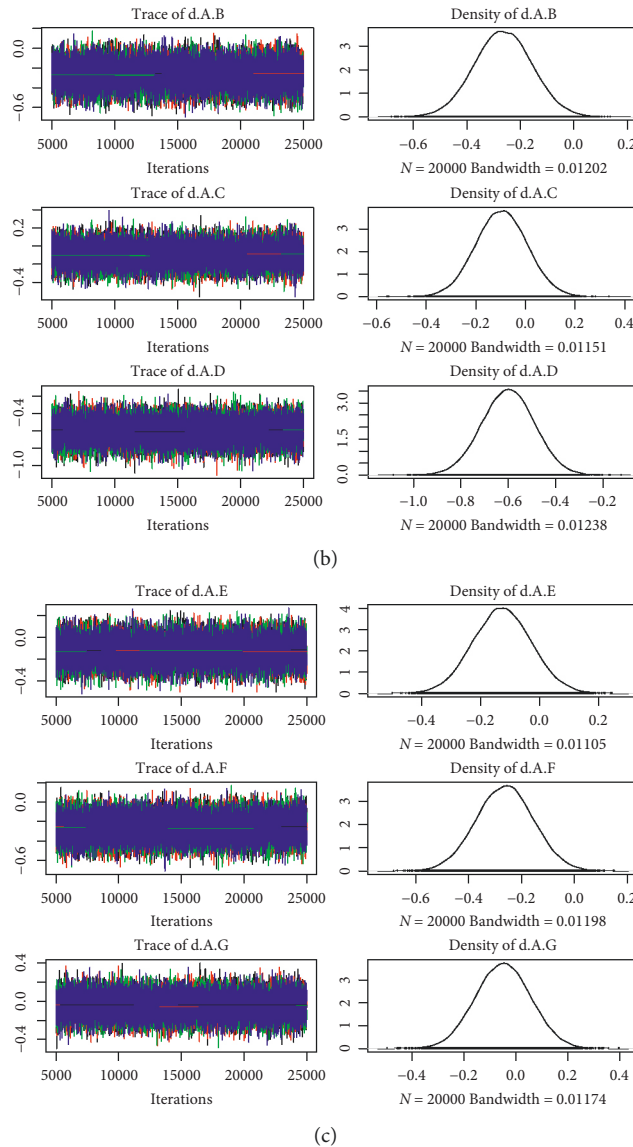 Trace of d.A.B
Density of d.A.B
0.0
−0.6
5000 10000 15000 20000 25000
Iterations
3
2
1
0
−0.6 −0.4 −0.2 0.0 0.2
N = 20000 Bandwidth = 0.01202
Trace of d.A.C
Density of d.A.C
0.2
−0.4
5000 10000 15000 20000 25000
Iterations
3
2
1
0
−0.6 −0.4 −0.2 0.0 0.2 0.4
N = 20000 Bandwidth = 0.01151
Trace of d.A.D
Density of d.A.D
−0.4
−1.0
5000 10000 15000 20000 25000
Iterations
3.0
1.5
0.0
−1.0 −0.8 −0.6 −0.4 −0.2
N = 20000 Bandwidth = 0.01238
(b)
Trace of d.A.E
Density of d.A.E
0.0
−0.4
5000 10000 15000 20000 25000
Iterations
4
3
2
1
0
−0.4 −0.2 0.0 0.2
N = 20000 Bandwidth = 0.01105
Trace of d.A.F
Density of d.A.F
0.0
−0.6
5000 10000 15000 20000 25000
Iterations
3
2
1
0
−0.6 −0.4 −0.2 0.0 0.2
N = 20000 Bandwidth = 0.01198
Trace of d.A.G
Density of d.A.G
0.4
0.0
−0.4
5000 10000 15000 20000 25000
Iterations
3
2
1
0
−0.4 −0.2 0.0 0.2 0.4
N = 20000 Bandwidth = 0.01174
(c)